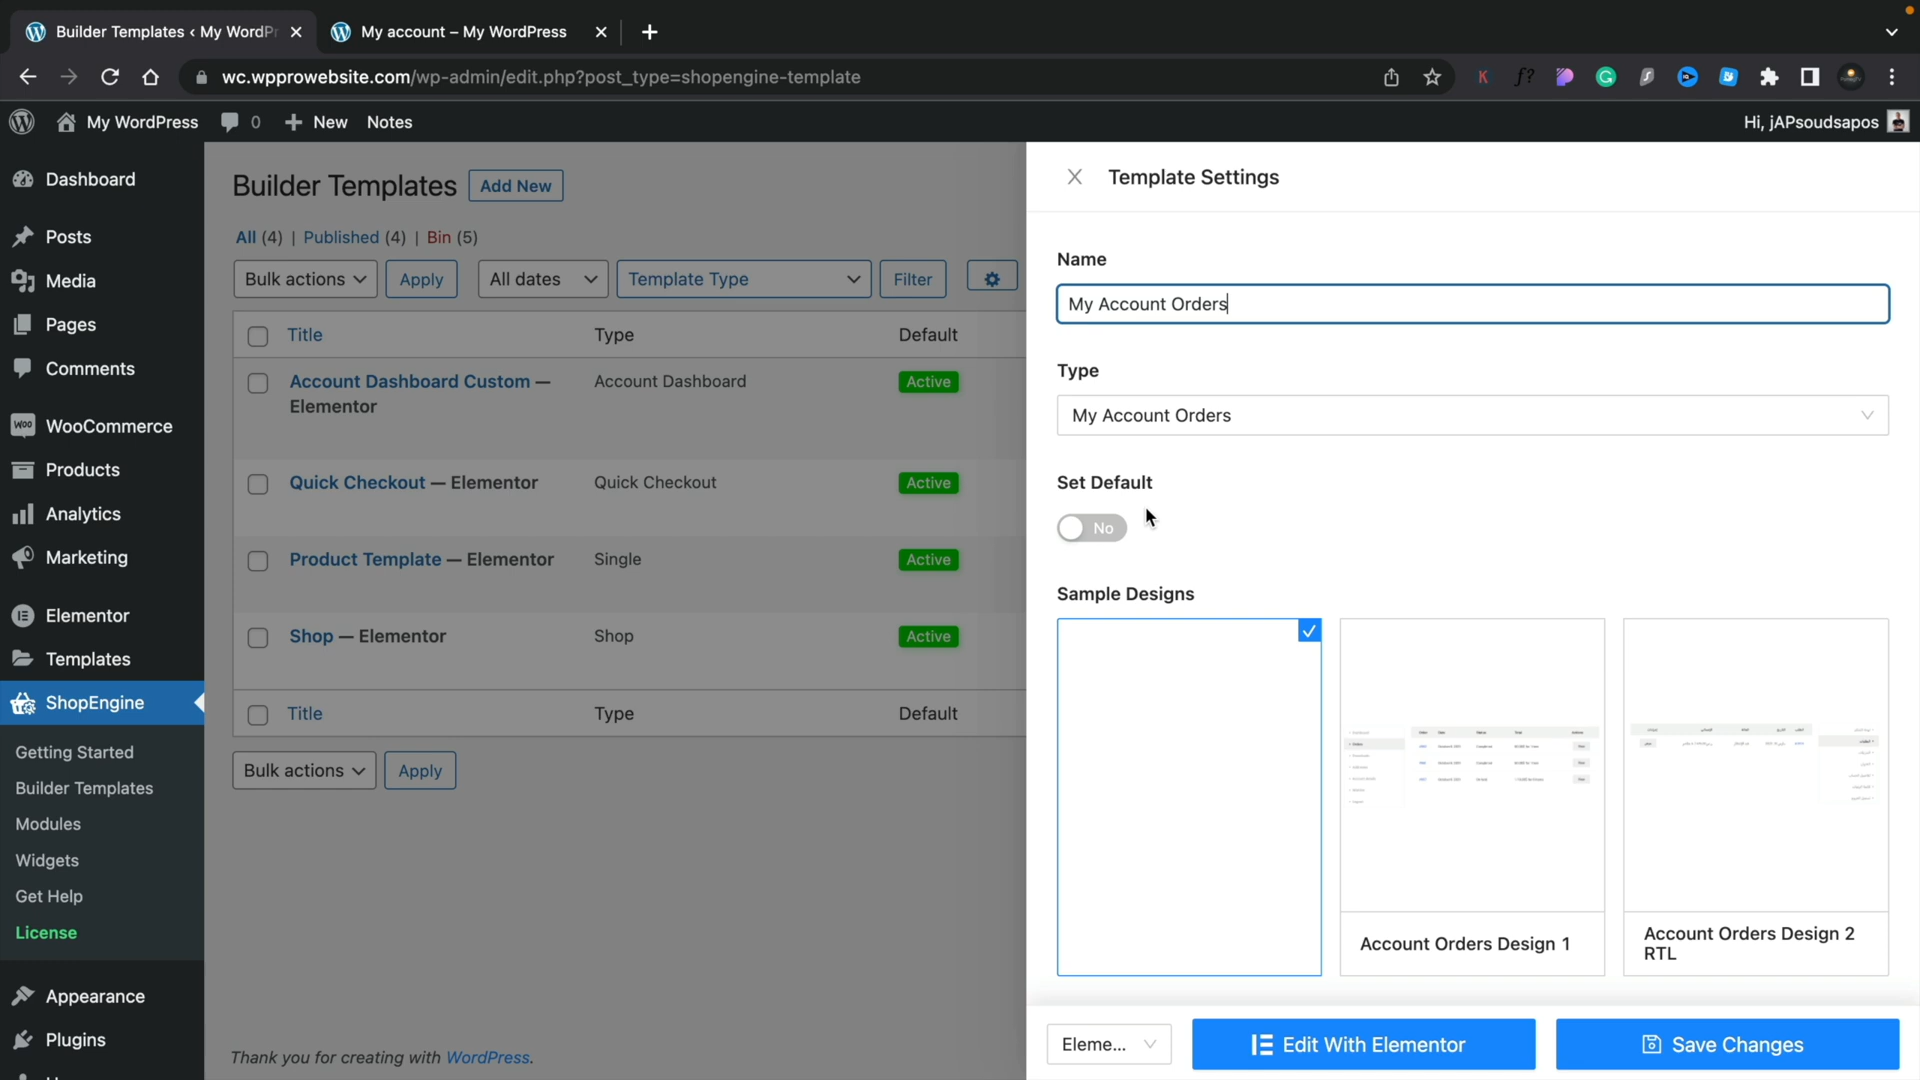 Builder Templates ‹ My WordPr
My account – My WordPress
wc.wpprowebsite.com/wp-admin/edit.php?post_type=shopengine-template
My WordPress
0
New
Notes
Hi, jAPsoudsapos
Dashboard
Posts
Media
Pages
Comments
WooCommerce
Products
Analytics
Marketing
Elementor
Templates
ShopEngine
Getting Started
Builder Templates
Modules
Widgets
Get Help
License
Appearance
Plugins
Builder Templates
Add New
All (4) | Published (4) | Bin (5)
Bulk actions
Apply
All dates
Template Type
Filter
Title Type Default
Account Dashboard Custom —
Elementor
Account Dashboard
Active
Quick Checkout — Elementor
Quick Checkout
Active
Product Template — Elementor
Single
Active
Shop — Elementor
Shop
Active
Title Type Default
Bulk actions
Apply
Thank you for creating with WordPress.
Template Settings
Name
My Account Orders
Type
My Account Orders
Set Default
No
Sample Designs
Account Orders Design 1
Account Orders Design 2
RTL
Eleme...
Edit With Elementor
Save Changes